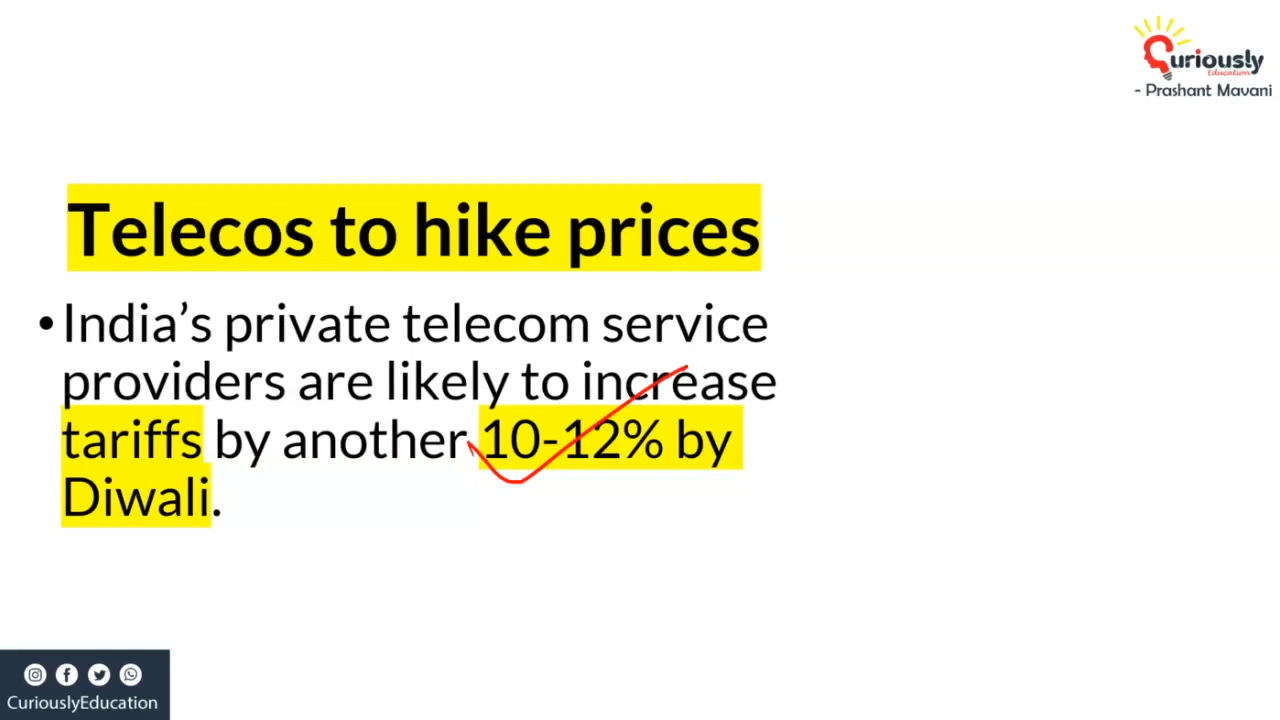 Curiously
Education
- Prashant Mavani
Telecos to hike prices
•India’s private telecom service
providers are likely to increase
tariffs by another 10-12% by
Diwali.
CuriouslyEducation